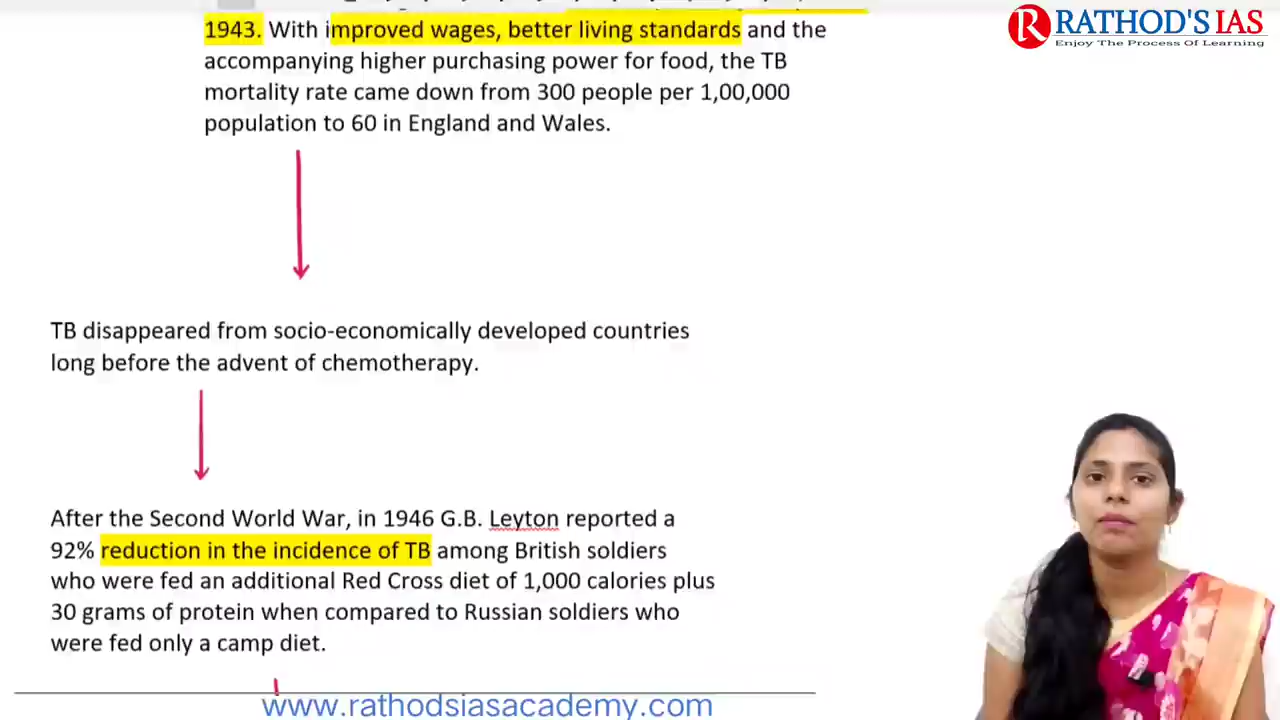 1943. With improved wages, better living standards and the
accompanying higher purchasing power for food, the TB
mortality rate came down from 300 people per 1,00,000
population to 60 in England and Wales.
TB disappeared from socio-economically developed countries
long before the advent of chemotherapy.
After the Second World War, in 1946 G.B. Leyton reported a
92% reduction in the incidence of TB among British soldiers
who were fed an additional Red Cross diet of 1,000 calories plus
30 grams of protein when compared to Russian soldiers who
were fed only a camp diet.
www.rathodsiasacademy.com
R RATHOD'S IAS
Enjoy The Process Of Learning